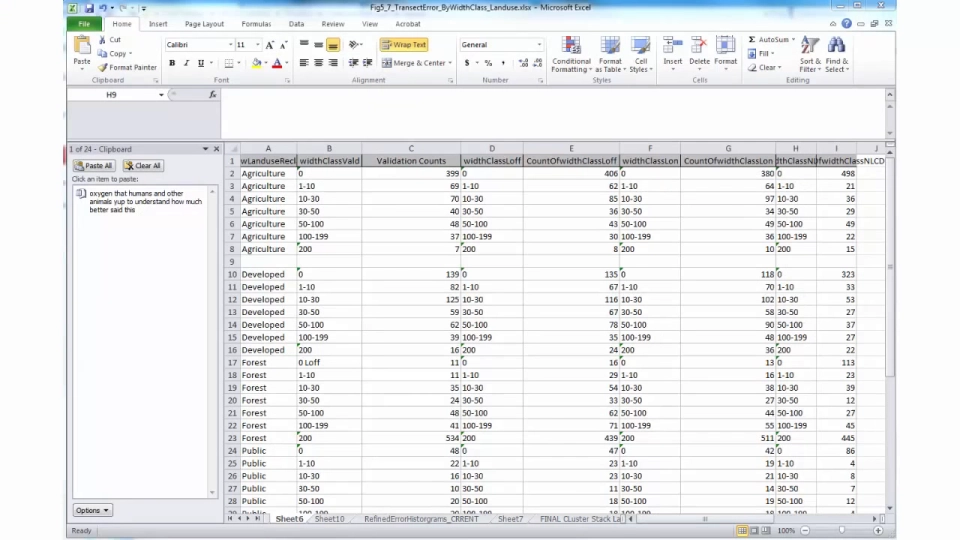 Fig5_7_TransectError_ByWidthClass_Landuse.xlsx - Microsoft Excel
File Home Insert Page Layout Formulas Data Review View Acrobat
Cut
Copy
Format Painter
Paste
Clipboard
Calibri 11
B I U
Font
Wrap Text
Merge & Center
Alignment
General
$ % ,
Number
Conditional Formatting
Format as Table
Cell Styles
Styles
Insert Delete Format
Cells
AutoSum
Fill
Clear
Sort & Filter
Find & Select
Editing
H9 fx
1 of 24 - Clipboard
Paste All Clear All
Click an item to paste:
oxygen that humans and other
animals yup to understand how much
better said this
Options
A B C D E F G H I J
1 wLanduseRecl widthClassVald Validation Counts widthClassLoff CountOfwidthClassLoff widthClassLon CountOfwidthClassLon
2 Agriculture 0 399 0 406 0 380 0 498
3 Agriculture 1-10 69 1-10 62 1-10 64 1-10 21
4 Agriculture 10-30 70 10-30 85 10-30 97 10-30 36
5 Agriculture 30-50 40 30-50 36 30-50 34 30-50 29
6 Agriculture 50-100 48 50-100 43 50-100 49 50-100 49
7 Agriculture 100-199 37 100-199 30 100-199 36 100-199 22
8 Agriculture 200 7 200 8 200 10 200 15
9
10 Developed 0 139 0 135 0 118 0 323
11 Developed 1-10 82 1-10 67 1-10 70 1-10 33
12 Developed 10-30 125 10-30 116 10-30 102 10-30 53
13 Developed 30-50 59 30-50 67 30-50 58 30-50 27
14 Developed 50-100 62 50-100 78 50-100 90 50-100 37
15 Developed 100-199 39 100-199 35 100-199 48 100-199 27
16 Developed 200 16 200 24 200 36 200 22
17 Forest 0 Loff 11 0 16 0 13 0 113
18 Forest 1-10 11 1-10 29 1-10 16 1-10 23
19 Forest 10-30 35 10-30 54 10-30 38 10-30 39
20 Forest 30-50 24 30-50 33 30-50 27 30-50 12
21 Forest 50-100 48 50-100 62 50-100 44 50-100 27
22 Forest 100-199 41 100-199 71 100-199 55 100-199 45
23 Forest 200 534 200 439 200 511 200 445
24 Public 0 48 0 47 0 42 0 86
25 Public 1-10 22 1-10 23 1-10 19 1-10 4
26 Public 10-30 16 10-30 23 10-30 21 10-30 8
27 Public 30-50 10 30-50 11 30-50 14 30-50 7
28 Public 50-100 20 50-100 18 50-100 19 50-100 12
Sheet6 Sheet10 RefinedErrorHistorgrams_CRRENT Sheet7 FINAL CLuster Stack La
Ready 100%